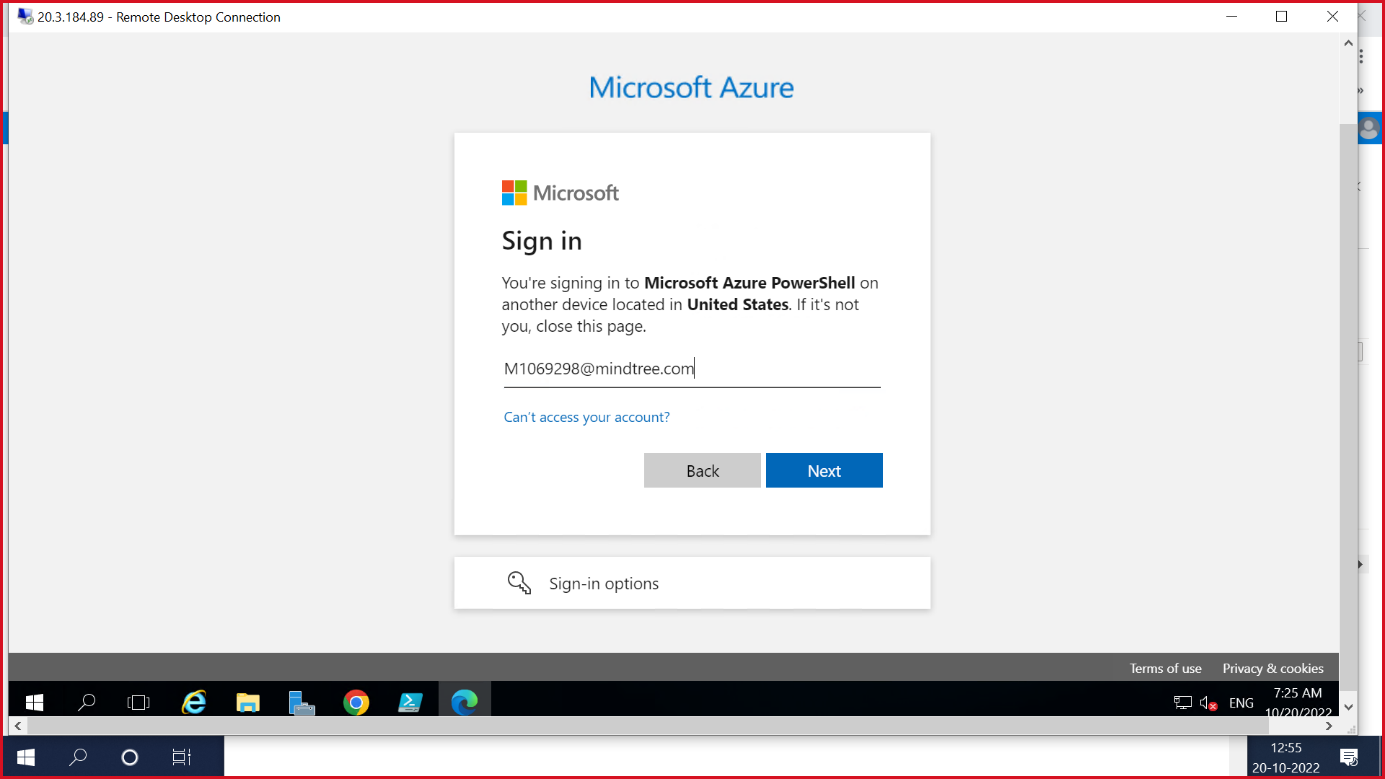 20.3.184.89 - Remote Desktop Connection
Microsoft Azure
Microsoft
Sign in
You're signing in to Microsoft Azure PowerShell on
another device located in United States. If it's not
you, close this page.
M1069298@mindtree.com
Can't access your account?
Back
Next
Sign-in options
Terms of use
Privacy & cookies
ENG
7:25 AM
10/20/2022
12:55
20-10-2022